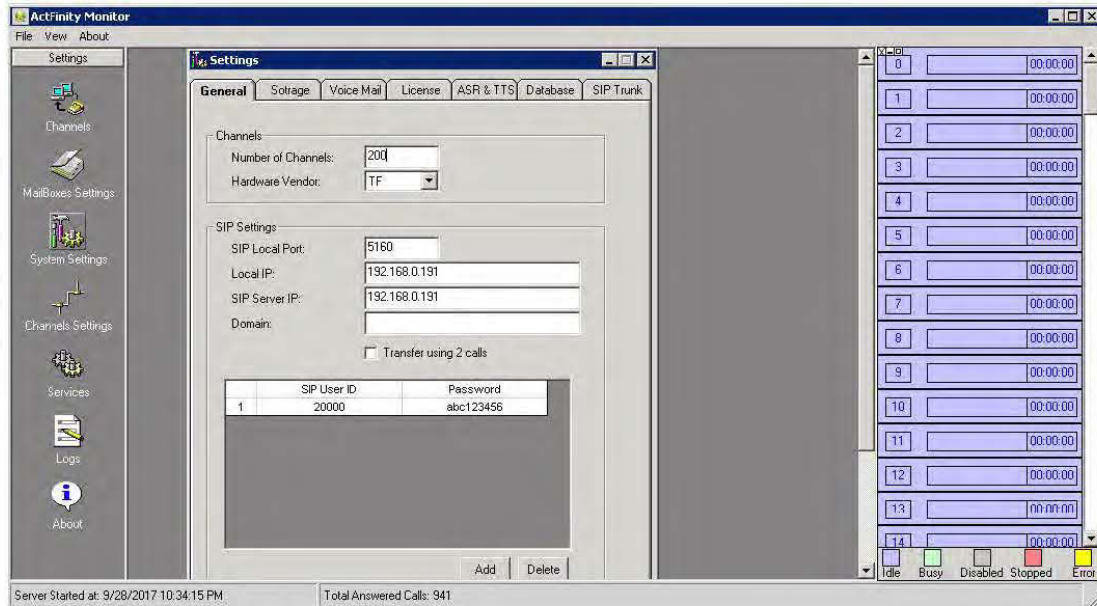 ActFinity Monitor
File Vew About
Settings
Channels
MailBoxes Settings
System Settings
Channels Settings
Services
Logs
About
Settings
General Sotrage Voice Mail License ASR & TTS Database SIP Trunk
Channels
Number of Channels: 200
Hardware Vendor: TF
SIP Settings
SIP Local Port: 5160
Local IP: 192.168.0.191
SIP Server IP: 192.168.0.191
Domain:
Transfer using 2 calls
SIP User ID Password
1 20000 abc123456
Add Delete
0 00:00:00
1 00:00:00
2 00:00:00
3 00:00:00
4 00:00:00
5 00:00:00
6 00:00:00
7 00:00:00
8 00:00:00
9 00:00:00
10 00:00:00
11 00:00:00
12 00:00:00
13 00:00:00
14 00:00:00
Idle Busy Disabled Stopped Error
Server Started at: 9/28/2017 10:34:15 PM Total Answered Calls: 941